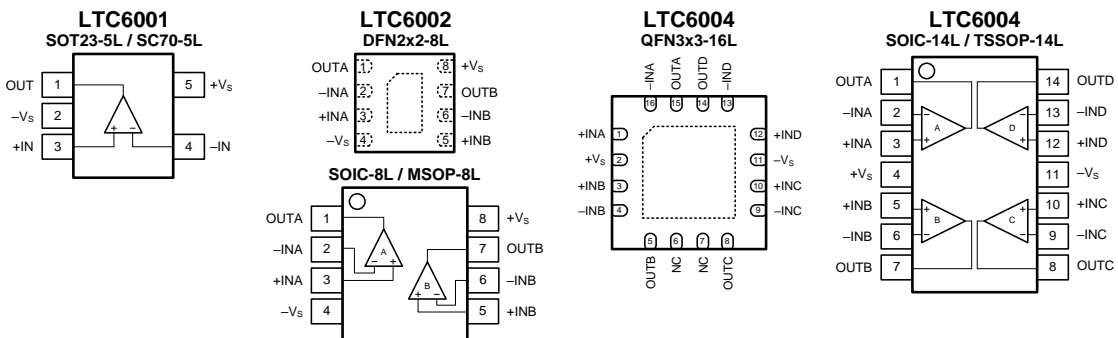 LTC6001
SOT23-5L / SC70-5L
OUT 1 5 +VS
–VS 2
+IN 3 4 –IN
+ –
LTC6002
DFN2x2-8L
OUTA 1 8 +VS
–INA 2 7 OUTB
+INA 3 6 –INB
–VS 4 5 +INB
SOIC-8L / MSOP-8L
OUTA 1 8 +VS
–INA 2 7 OUTB
+INA 3 6 –INB
–VS 4 5 +INB
A
– +
B
+ –
LTC6004
QFN3x3-16L
–INA OUTA OUTD –IND
16 15 14 13
+INA 1 12 +IND
+VS 2 11 –VS
+INB 3 10 +INC
–INB 4 9 –INC
5 6 7 8
OUTB NC NC OUTC
LTC6004
SOIC-14L / TSSOP-14L
OUTA 1 14 OUTD
–INA 2 – – 13 –IND
A D
+INA 3 + + 12 +IND
+VS 4 11 –VS
+INB 5 + + 10 +INC
B C
–INB 6 – – 9 –INC
OUTB 7 8 OUTC